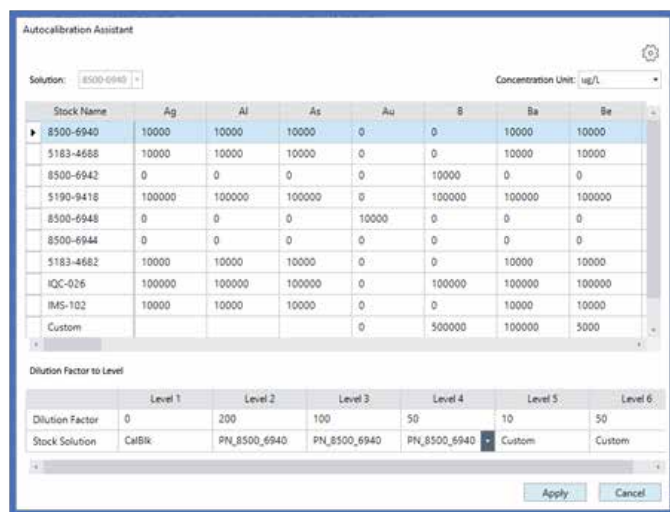 Autocalibration Assistant
Solution: 8500-6940 Concentration Unit: ug/L
Stock Name Ag Al As Au B Ba Be
8500-6940 10000 10000 10000 0 0 10000 10000
5183-4688 10000 10000 10000 0 0 10000 10000
8500-6942 0 0 0 0 10000 0 0
5190-9418 100000 100000 100000 0 100000 100000 100000
8500-6948 0 0 0 10000 0 0 0
8500-6944 0 0 0 0 0 0 0
5183-4682 10000 10000 10000 0 0 10000 10000
IQC-026 100000 100000 100000 0 100000 100000 100000
IMS-102 10000 10000 10000 0 0 10000 10000
Custom 0 500000 100000 5000
Dilution Factor to Level
Level 1 Level 2 Level 3 Level 4 Level 5 Level 6
Dilution Factor 0 200 100 50 10 50
Stock Solution CalBlk PN_8500_6940 PN_8500_6940 PN_8500_6940 Custom Custom
Apply Cancel